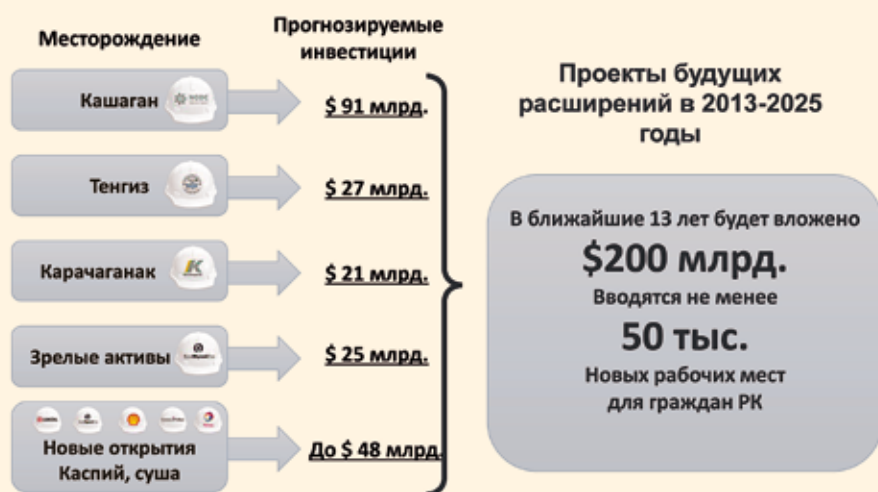 Месторождение
Прогнозируемые
инвестиции
Кашаган
$ 91 млрд.
Тенгиз
$ 27 млрд.
Карачаганак
$ 21 млрд.
Зрелые активы
$ 25 млрд.
Новые открытия
Каспий, суша
До $ 48 млрд.
Проекты будущих
расширений в 2013-2025
годы
В ближайшие 13 лет будет вложено
$200 млрд.
Вводятся не менее
50 тыс.
Новых рабочих мест
для граждан РК